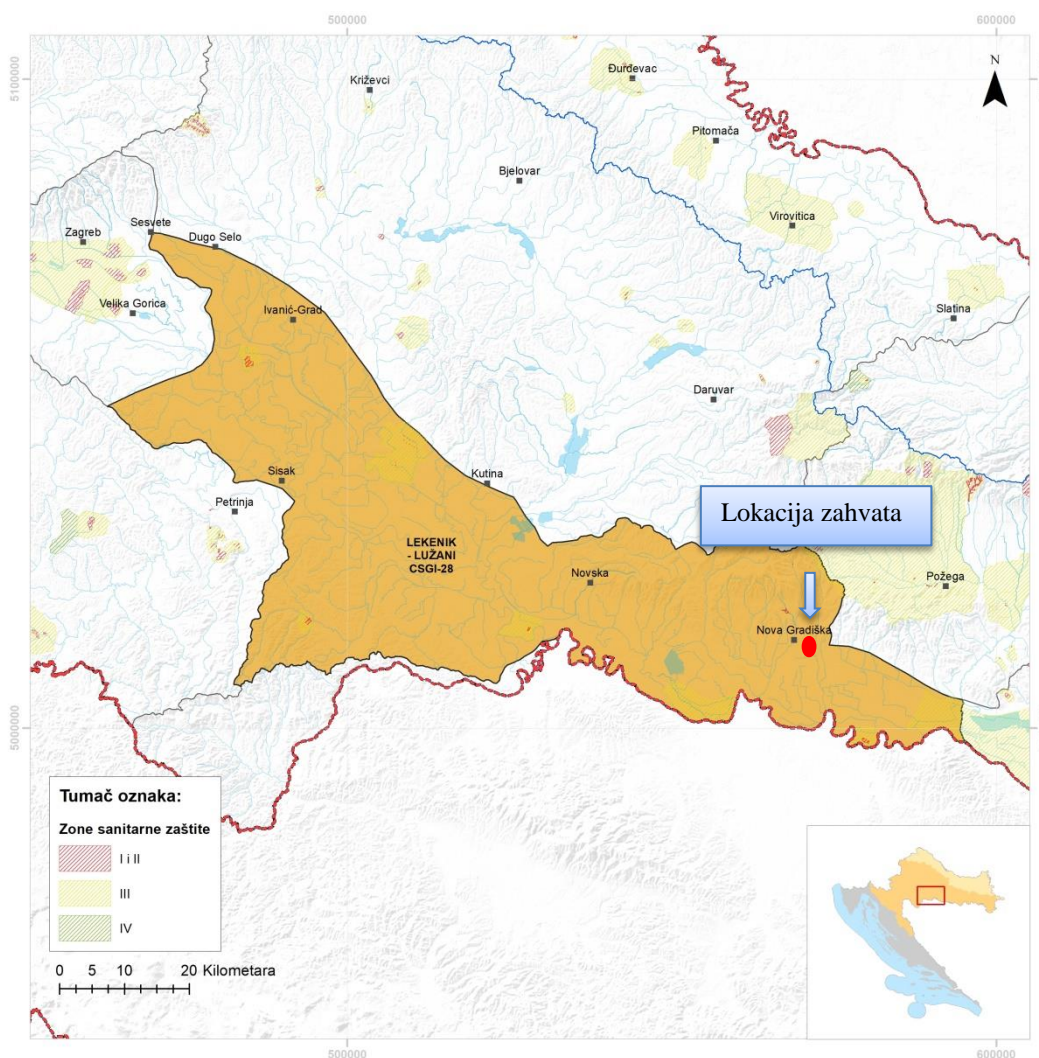 500000
600000
5100000
5100000
N
Đurđevac
Križevci
Pitomača
Bjelovar
Virovitica
Sesvete
Zagreb
Dugo Selo
Velika Gorica
Ivanić-Grad
Slatina
Daruvar
Sisak
Kutina
Petrinja
Lokacija zahvata
LEKENIK
- LUŽANI
CSGI-28
Novska
Požega
Nova Gradiška
5000000
5000000
Tumač oznaka:
Zone sanitarne zaštite
I i II
III
IV
0 5 10 20 Kilometara
500000
600000